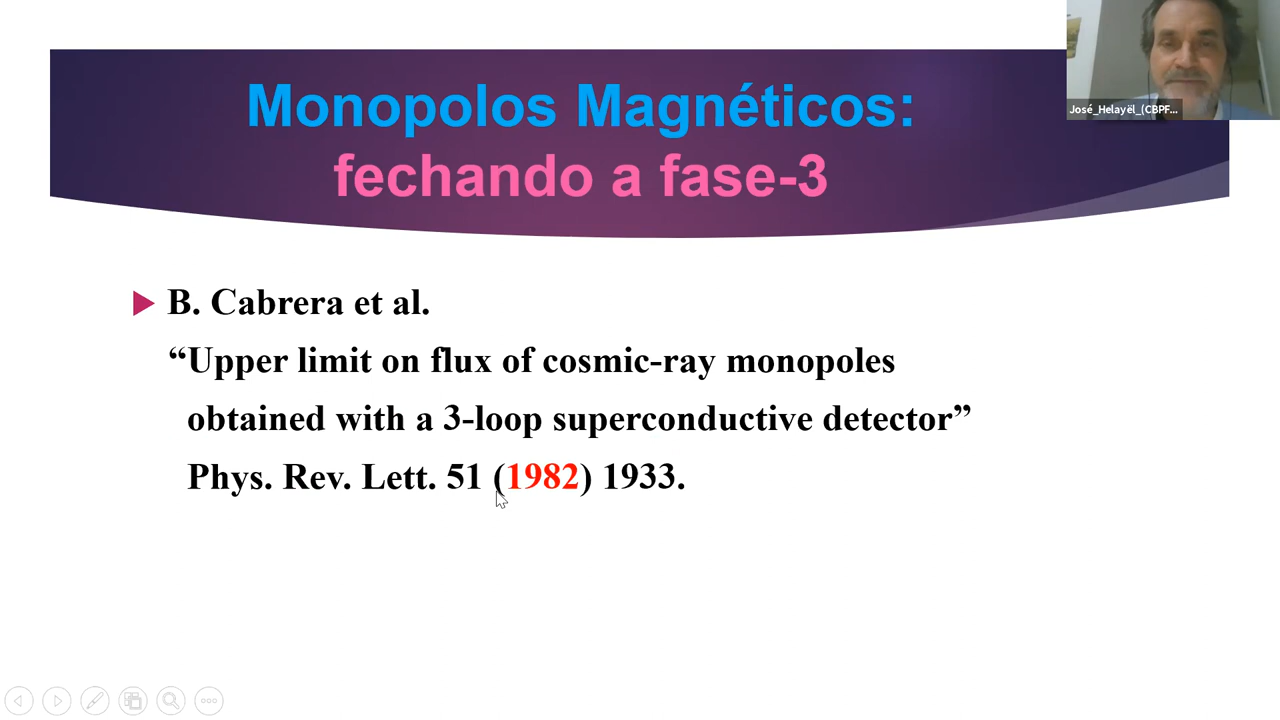 Monopolos Magnéticos:
fechando a fase-3
José_Helayël_(CBPF...
B. Cabrera et al.
“Upper limit on flux of cosmic-ray monopoles
obtained with a 3-loop superconductive detector”
Phys. Rev. Lett. 51 (1982) 1933.